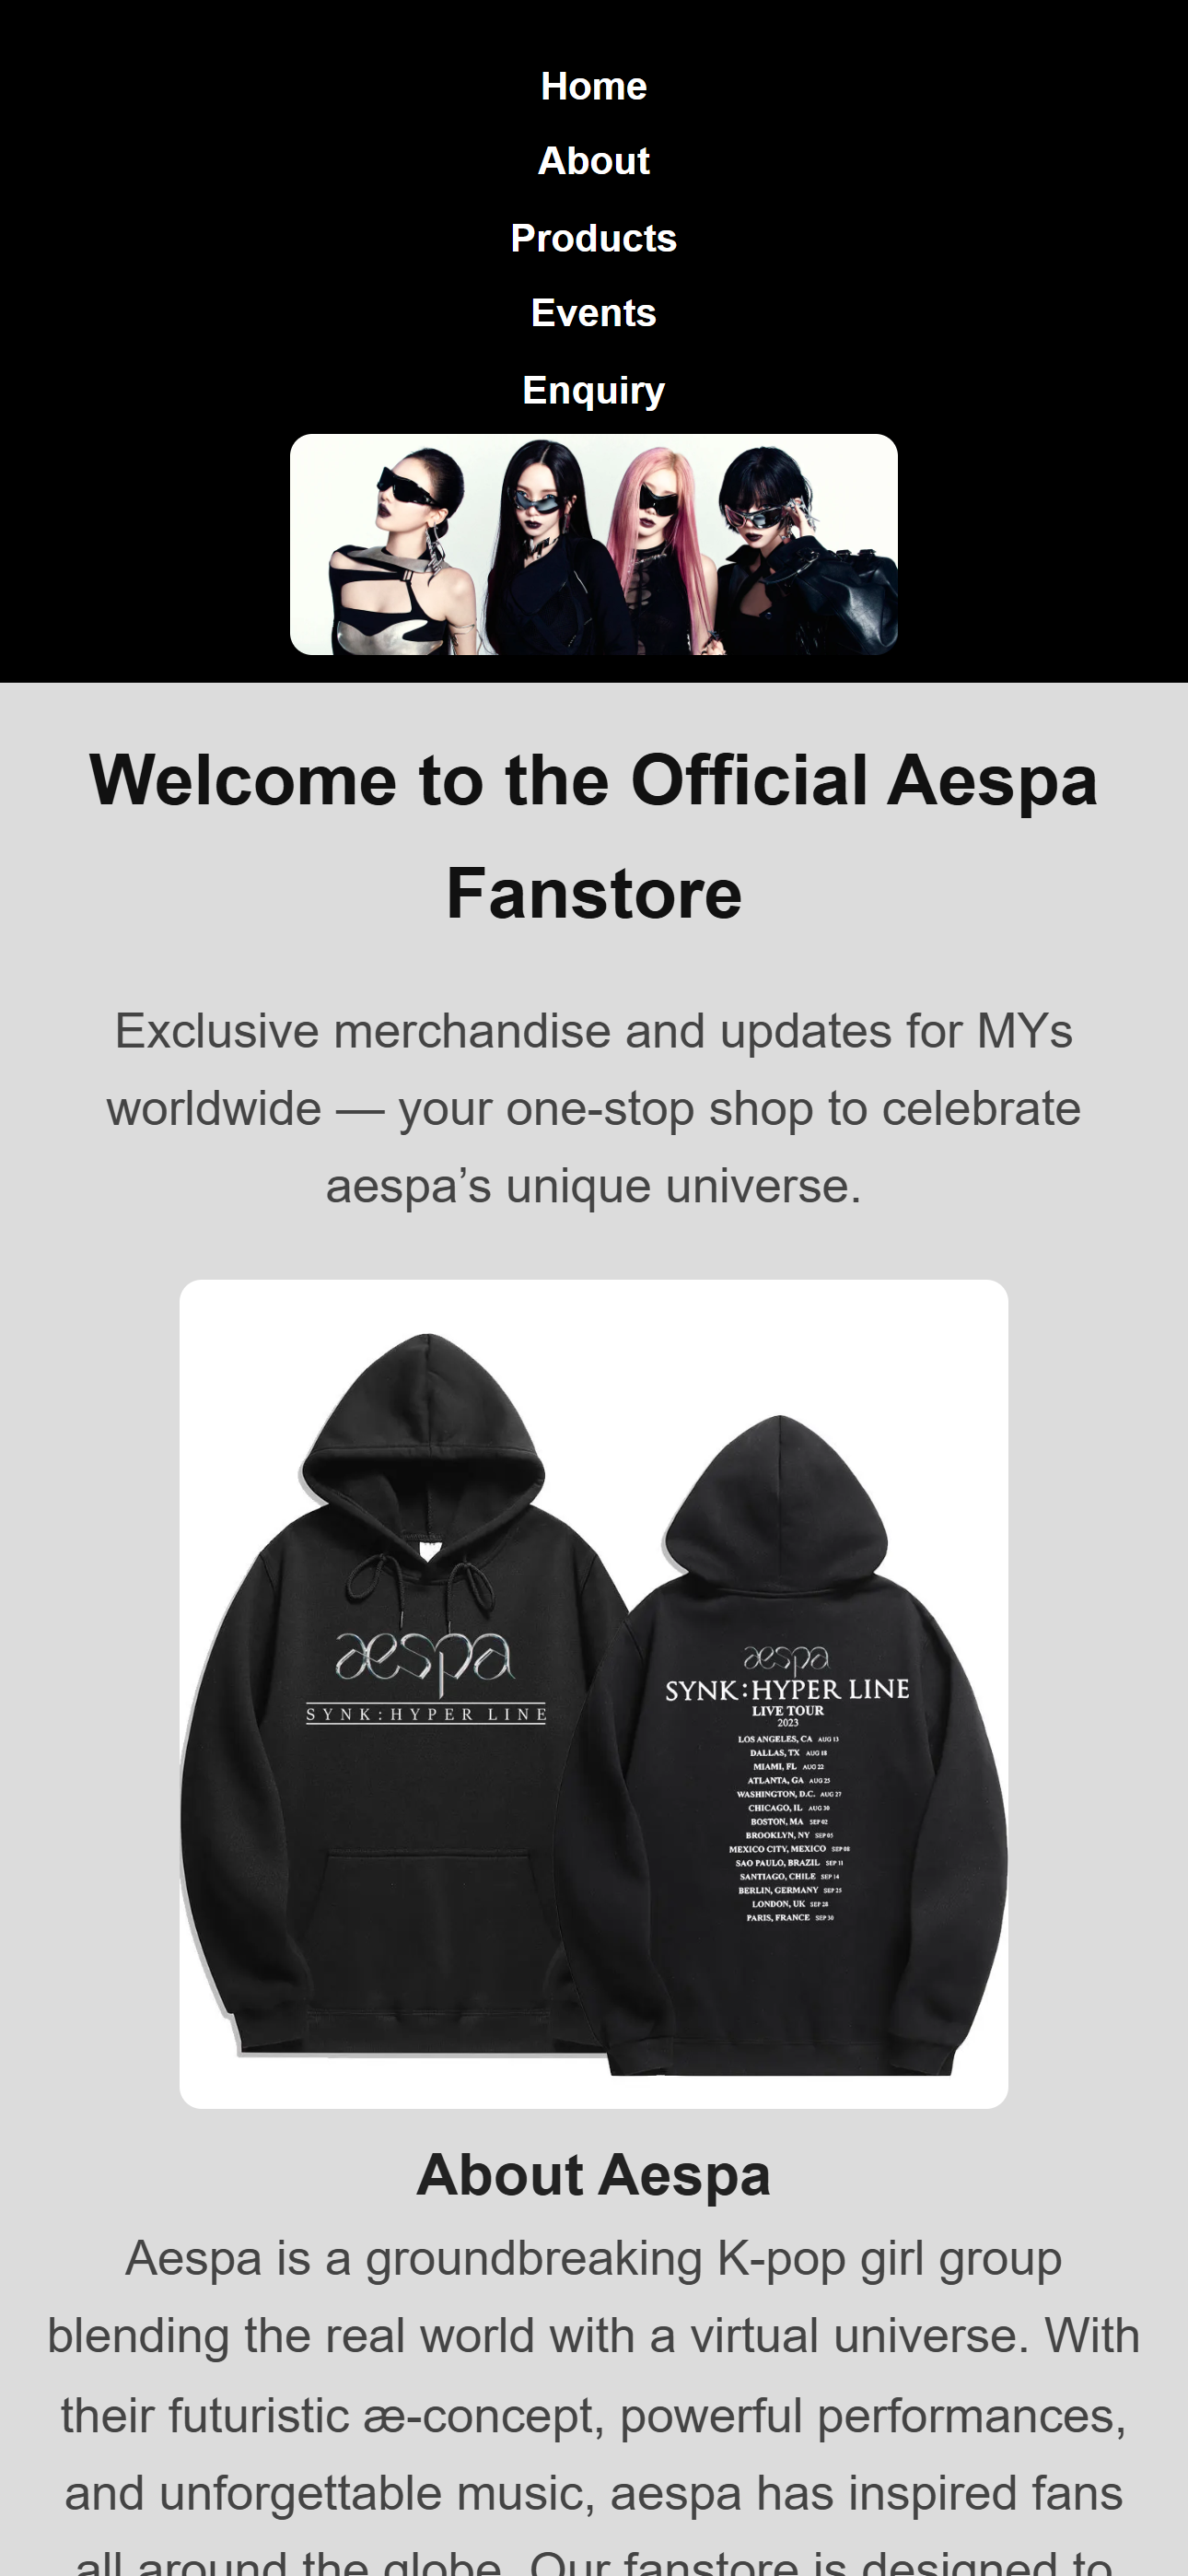 Home
About
Products
Events
Enquiry
Welcome to the Official Aespa
Fanstore
Exclusive merchandise and updates for MYs
worldwide — your one-stop shop to celebrate
aespa’s unique universe.
aespa
SYNK:HYPER LINE
aespa
SYNK:HYPER LINE
LIVE TOUR
2023
LOS ANGELES, CA AUG 13
DALLAS, TX AUG 18
MIAMI, FL AUG 22
ATLANTA, GA AUG 25
WASHINGTON, D.C. AUG 27
CHICAGO, IL AUG 30
BOSTON, MA SEP 02
BROOKLYN, NY SEP 05
MEXICO CITY, MEXICO SEP 08
SAO PAULO, BRAZIL SEP 11
SANTIAGO, CHILE SEP 14
BERLIN, GERMANY SEP 25
LONDON, UK SEP 28
PARIS, FRANCE SEP 30
About Aespa
Aespa is a groundbreaking K-pop girl group
blending the real world with a virtual universe. With
their futuristic æ-concept, powerful performances,
and unforgettable music, aespa has inspired fans
all around the globe. Our fanstore is designed to